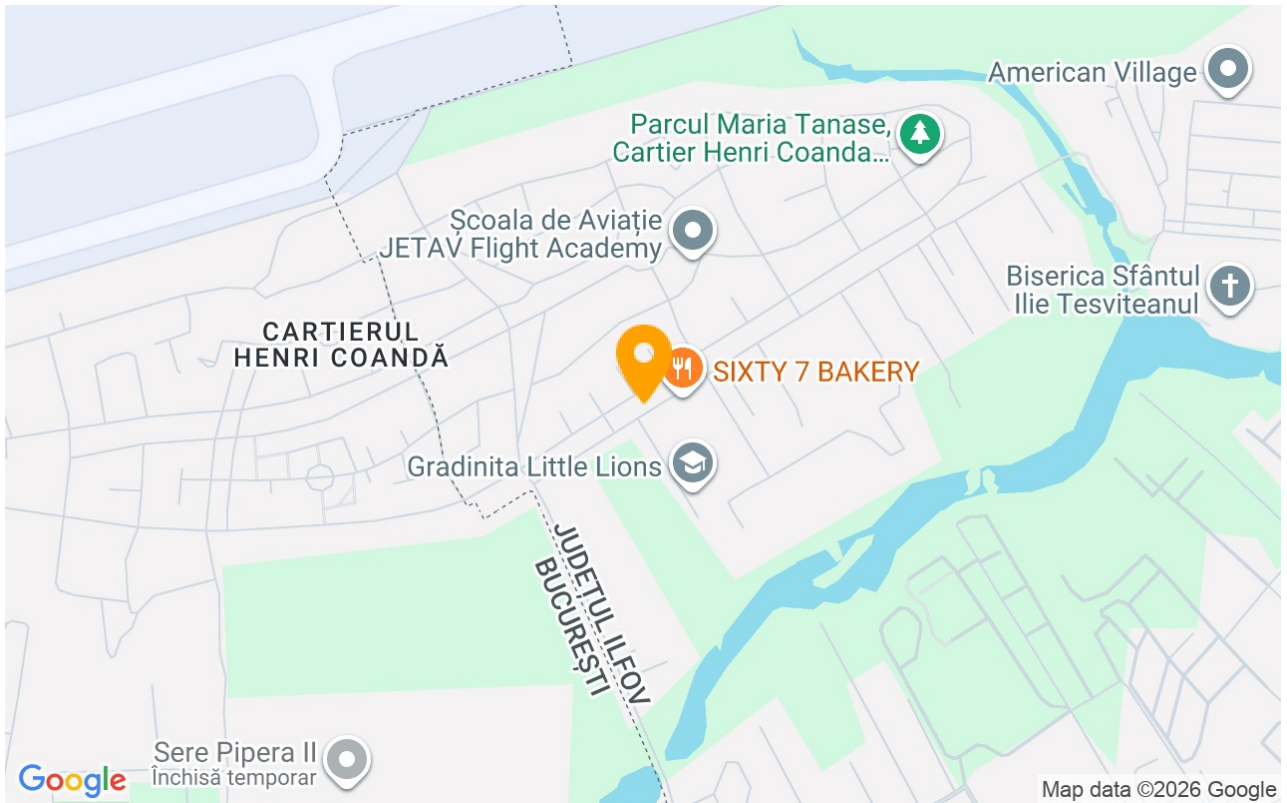 American Village
Parcul Maria Tanase,
Cartier Henri Coanda...
Școala de Aviație
JETAV Flight Academy
Biserica Sfântul
Ilie Tesviteanul
CARTIERUL
HENRI COANDĂ
SIXTY 7 BAKERY
Gradinita Little Lions
JUDEȚUL ILFOV
BUCUREȘTI
Sere Pipera II
Închisă temporar
Google
Map data ©2026 Google